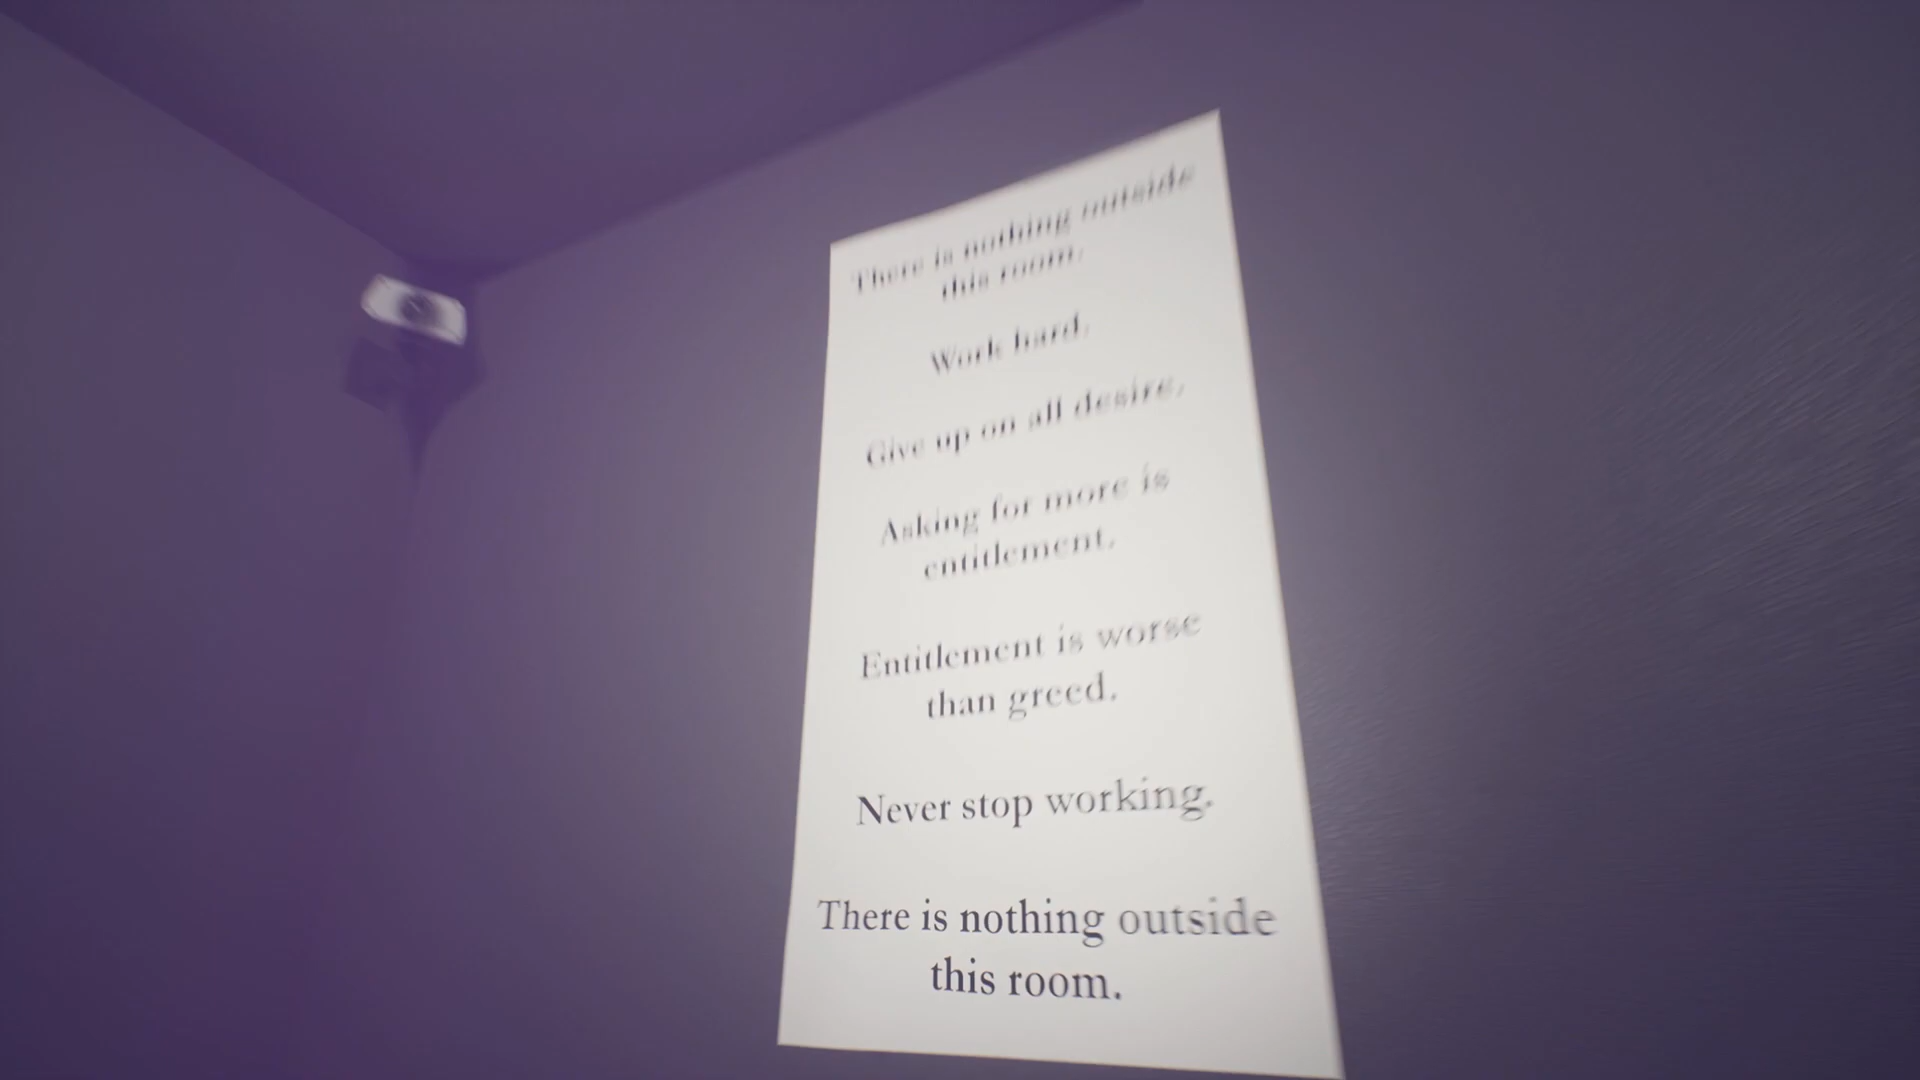 There is nothing outside
this room.
Work hard.
Give up on all desire.
Asking for more is
entitlement.
Entitlement is worse
than greed.
Never stop working.
There is nothing outside
this room.